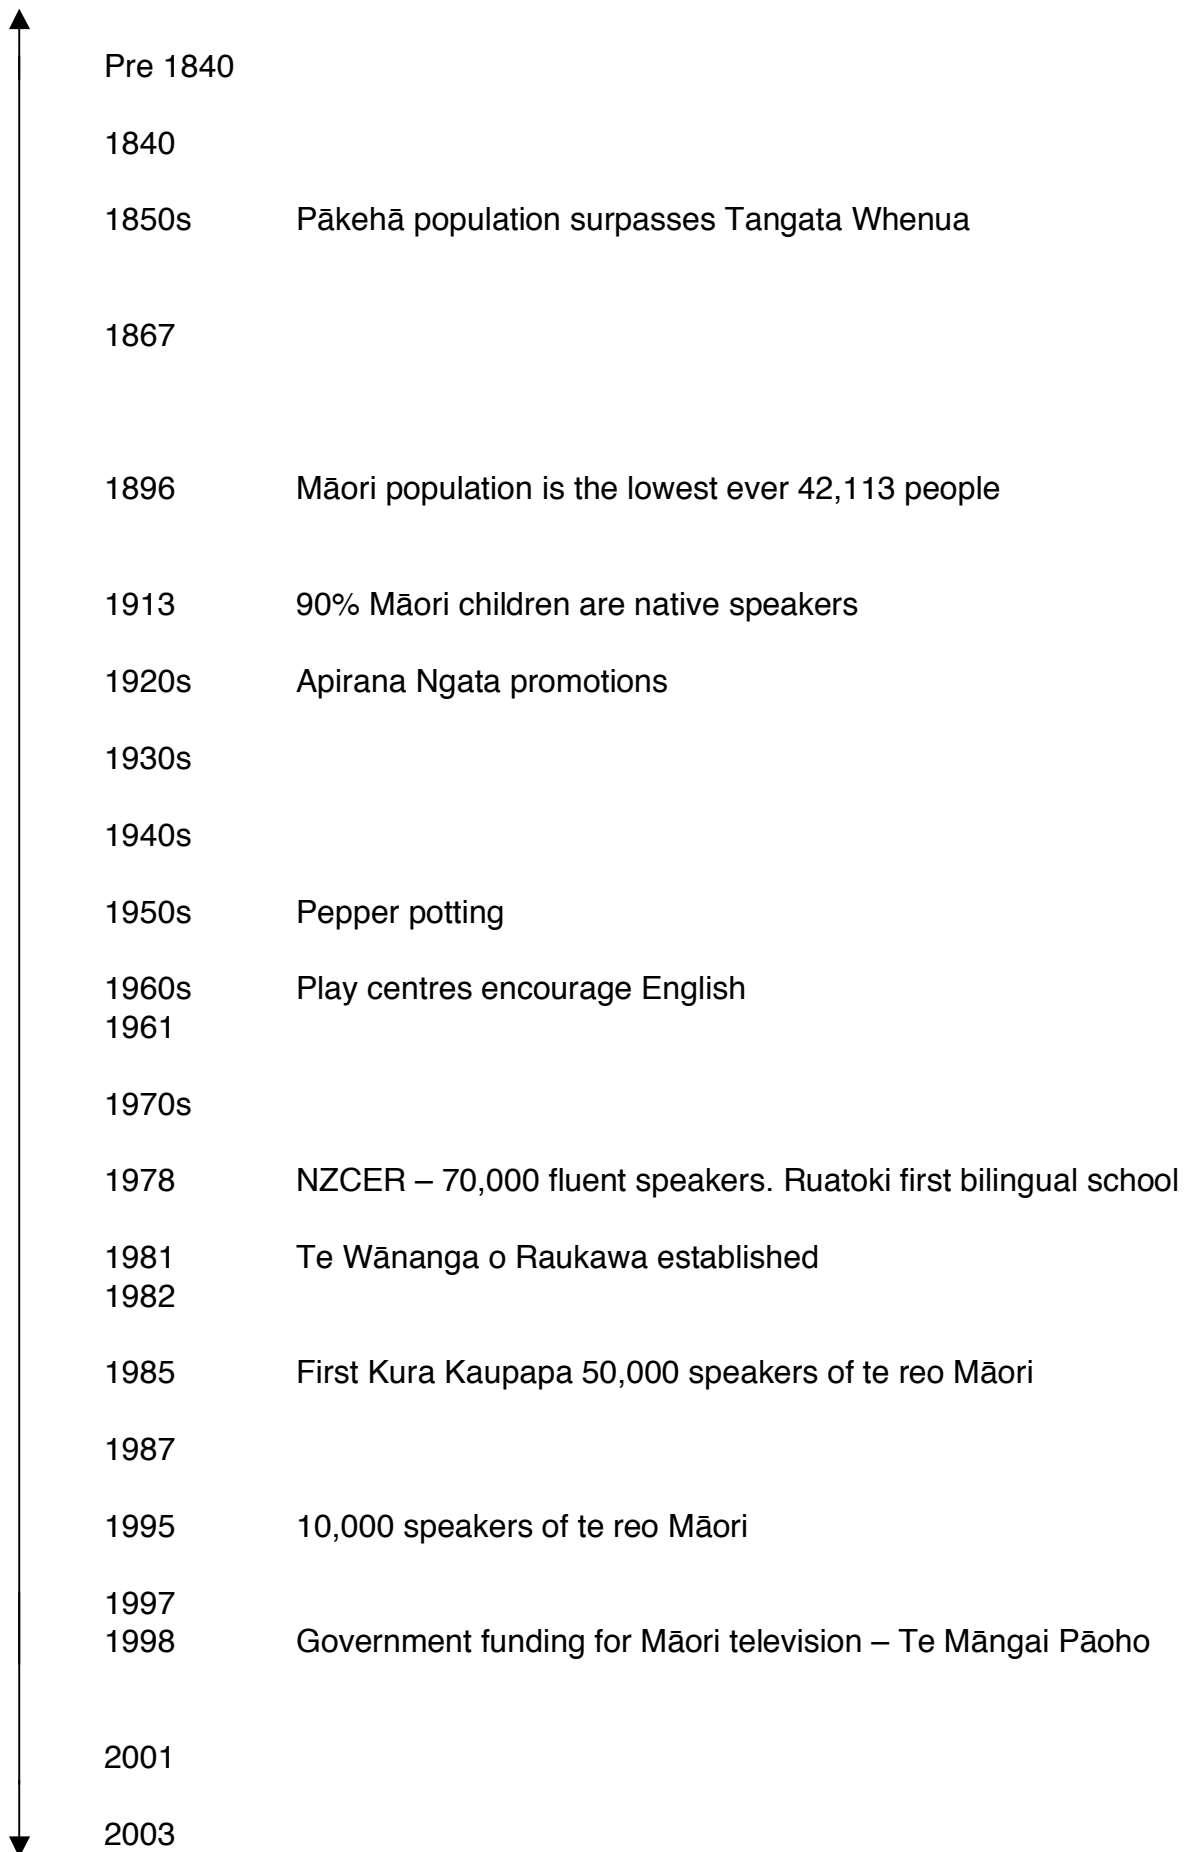 Pre 1840
1840
1850s Pākehā population surpasses Tangata Whenua
1867
1896 Māori population is the lowest ever 42,113 people
1913 90% Māori children are native speakers
1920s Apirana Ngata promotions
1930s
1940s
1950s Pepper potting
1960s Play centres encourage English
1961
1970s
1978 NZCER – 70,000 fluent speakers. Ruatoki first bilingual school
1981 Te Wānanga o Raukawa established
1982
1985 First Kura Kaupapa 50,000 speakers of te reo Māori
1987
1995 10,000 speakers of te reo Māori
1997
1998 Government funding for Māori television – Te Māngai Pāoho
2001
2003